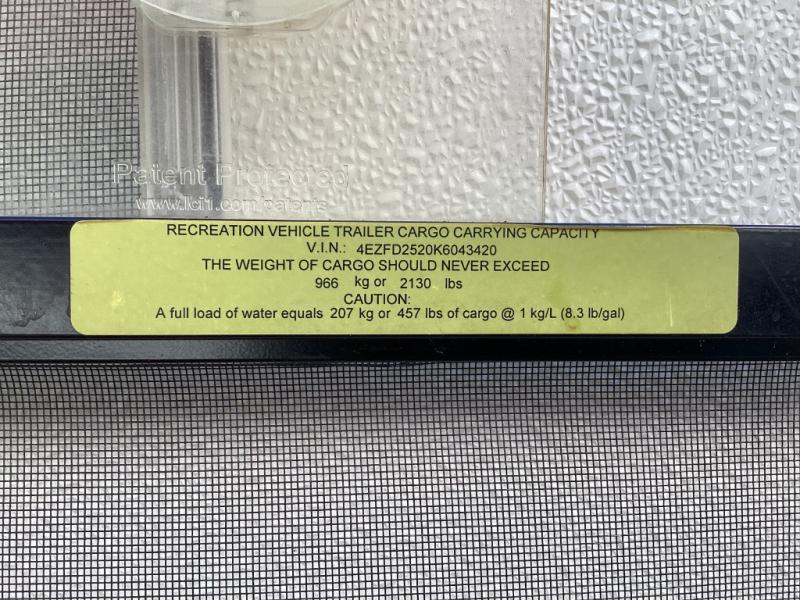 Patent Protected
www.lci1.com/patents
RECREATION VEHICLE TRAILER CARGO CARRYING CAPACITY
V.I.N.: 4EZFD2520K6043420
THE WEIGHT OF CARGO SHOULD NEVER EXCEED
966 kg or 2130 lbs
CAUTION:
A full load of water equals 207 kg or 457 lbs of cargo @ 1 kg/L (8.3 lb/gal)